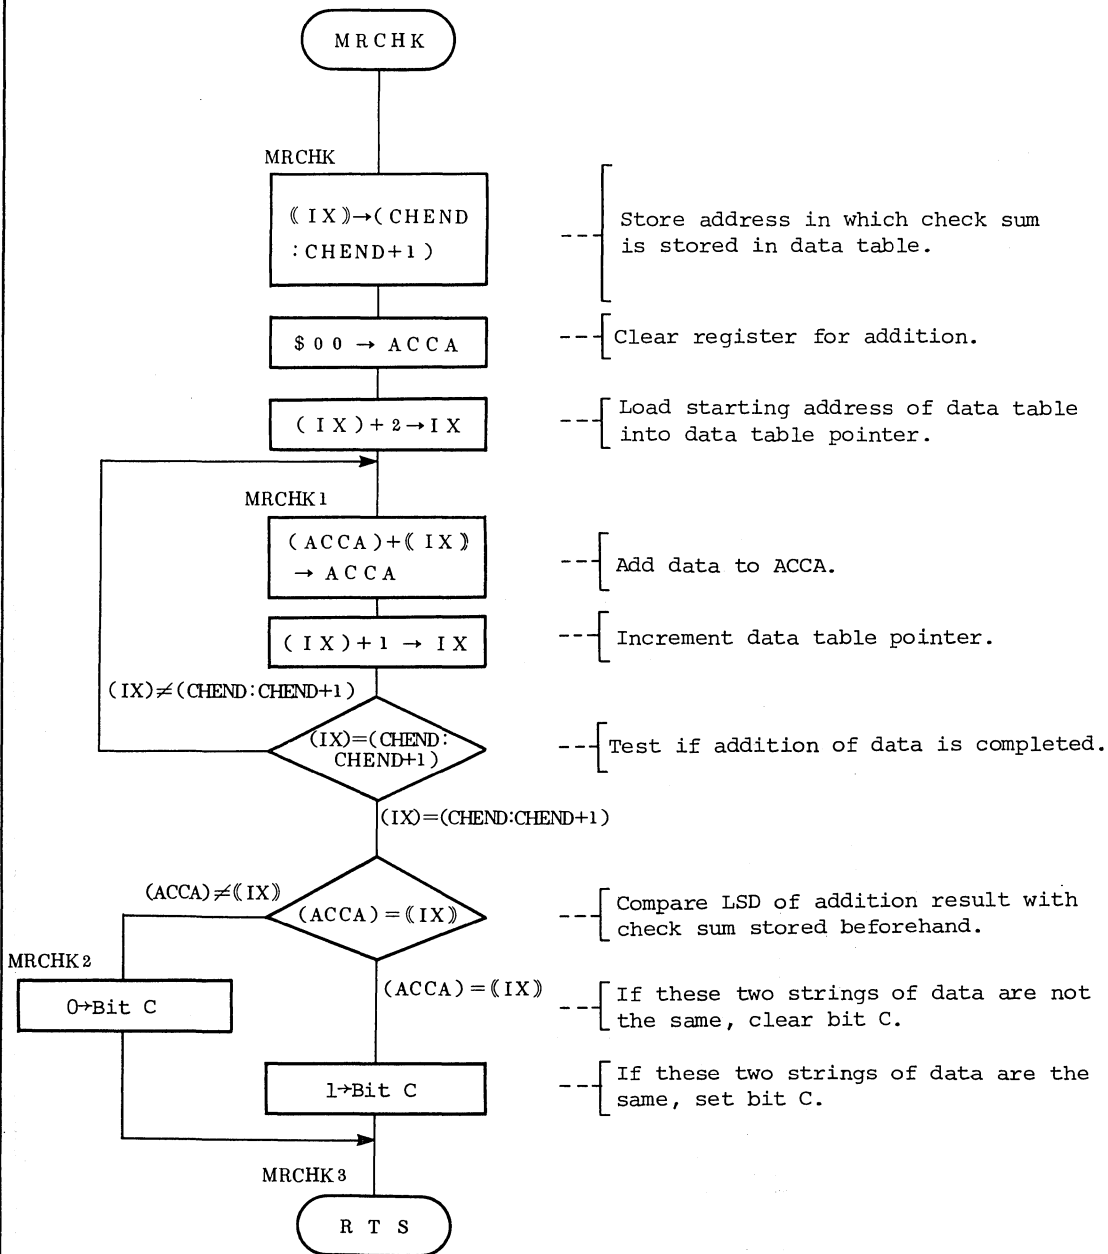 MRCHK
MRCHK
⟪IX⟫→(CHEND
:CHEND+1)
Store address in which check sum
is stored in data table.
$00 → ACCA
Clear register for addition.
(IX)+2→IX
Load starting address of data table
into data table pointer.
MRCHK1
(ACCA)+⟪IX⟫
→ ACCA
Add data to ACCA.
(IX)+1 → IX
Increment data table pointer.
(IX)≠(CHEND:CHEND+1)
(IX)=(CHEND:
CHEND+1)
Test if addition of data is completed.
(IX)=(CHEND:CHEND+1)
(ACCA)≠⟪IX⟫
(ACCA)=⟪IX⟫
Compare LSD of addition result with
check sum stored beforehand.
MRCHK2
(ACCA)=⟪IX⟫
0→Bit C
If these two strings of data are not
the same, clear bit C.
1→Bit C
If these two strings of data are the
same, set bit C.
MRCHK3
RTS